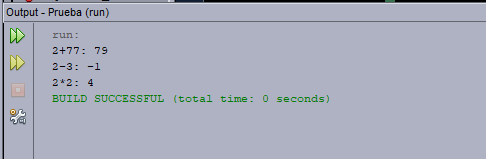 Output - Prueba (run)
run:
2+77: 79
2-3: -1
2*2: 4
BUILD SUCCESSFUL (total time: 0 seconds)